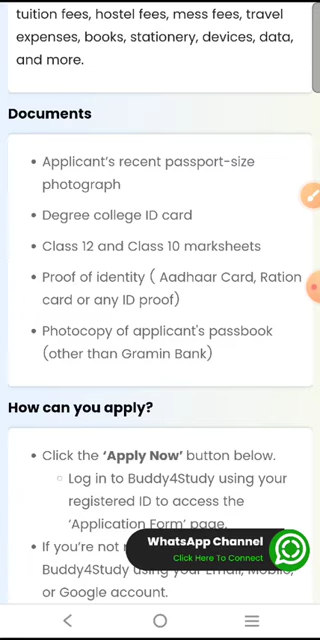 tuition fees, hostel fees, mess fees, travel
expenses, books, stationery, devices, data,
and more.
Documents
• Applicant's recent passport-size
photograph
• Degree college ID card
• Class 12 and Class 10 marksheets
• Proof of identity ( Aadhaar Card, Ration
card or any ID proof)
• Photocopy of applicant's passbook
(other than Gramin Bank)
How can you apply?
• Click the ‘Apply Now’ button below.
○ Log in to Buddy4Study using your
registered ID to access the
‘Application Form’ page.
• If you're not
Buddy4Study using your Email, Mobile,
or Google account.
WhatsApp Channel
Click Here To Connect